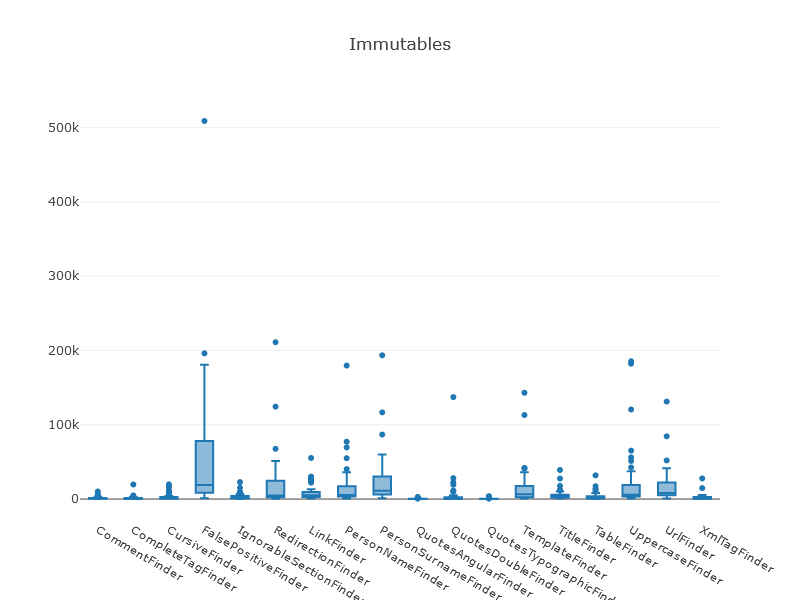 Immutables
500k
400k
300k
200k
100k
0
CommentFinder
CompleteTagFinder
CursiveFinder
FalsePositiveFinder
IgnorableSectionFinder
RedirectionFinder
LinkFinder
PersonNameFinder
PersonSurnameFinder
QuotesAngularFinder
QuotesDoubleFinder
QuotesTypographicFin
TemplateFinder
TitleFinder
TableFinder
UppercaseFinder
UrlFinder
XmlTagFinder